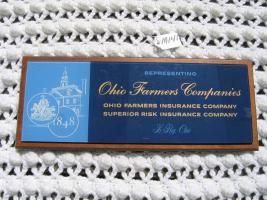 REPRESENTING
Ohio Farmers Companies
OHIO FARMERS INSURANCE COMPANY
SUPERIOR RISK INSURANCE COMPANY
Le Roy, Ohio
1848